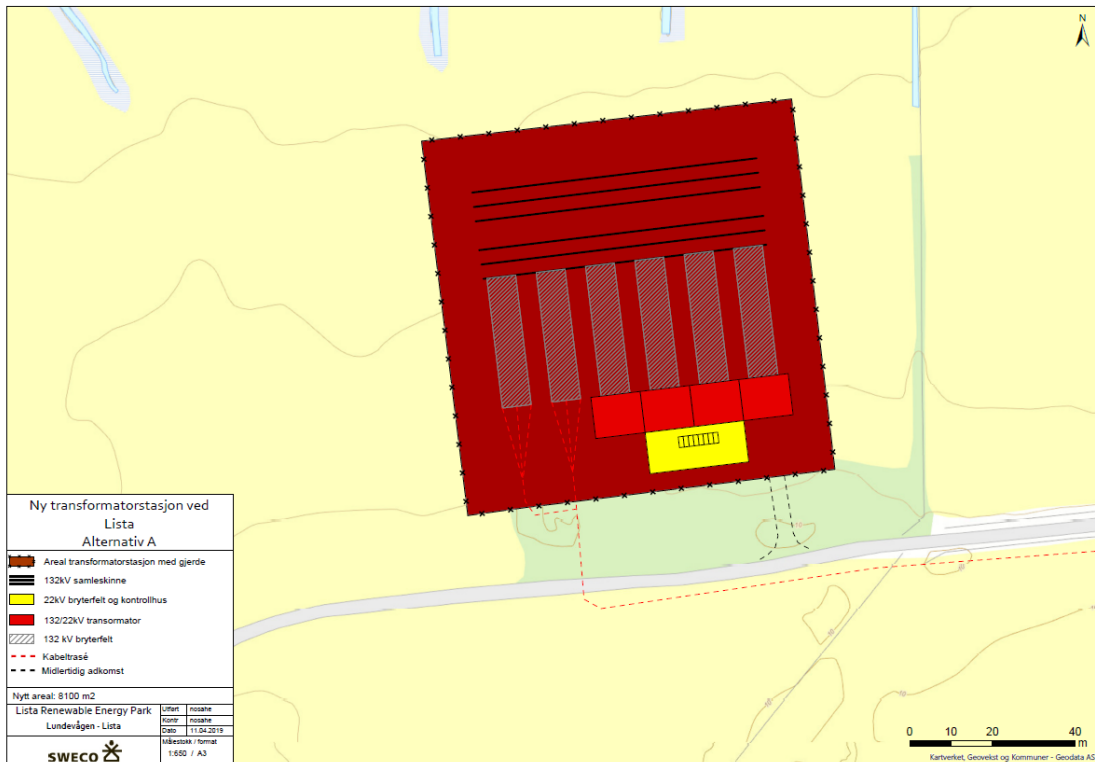 N
Ny transformatorstasjon ved
Lista
Alternativ A
Areal transformatorstasjon med gjerde
132kV samleskinne
22kV bryterfelt og kontrollhus
132/22kV transormator
132 kV bryterfelt
Kabeltrasé
Midlertidig adkomst
Nytt areal: 8100 m2
Lista Renewable Energy Park
Lundevågen - Lista
Utført nosahe
Kontr nosahe
Dato 11.04.2019
Målestokk / format
1:650 / A3
SWECO
0 10 20 40
m
Kartverket, Geovekst og Kommuner - Geodata AS